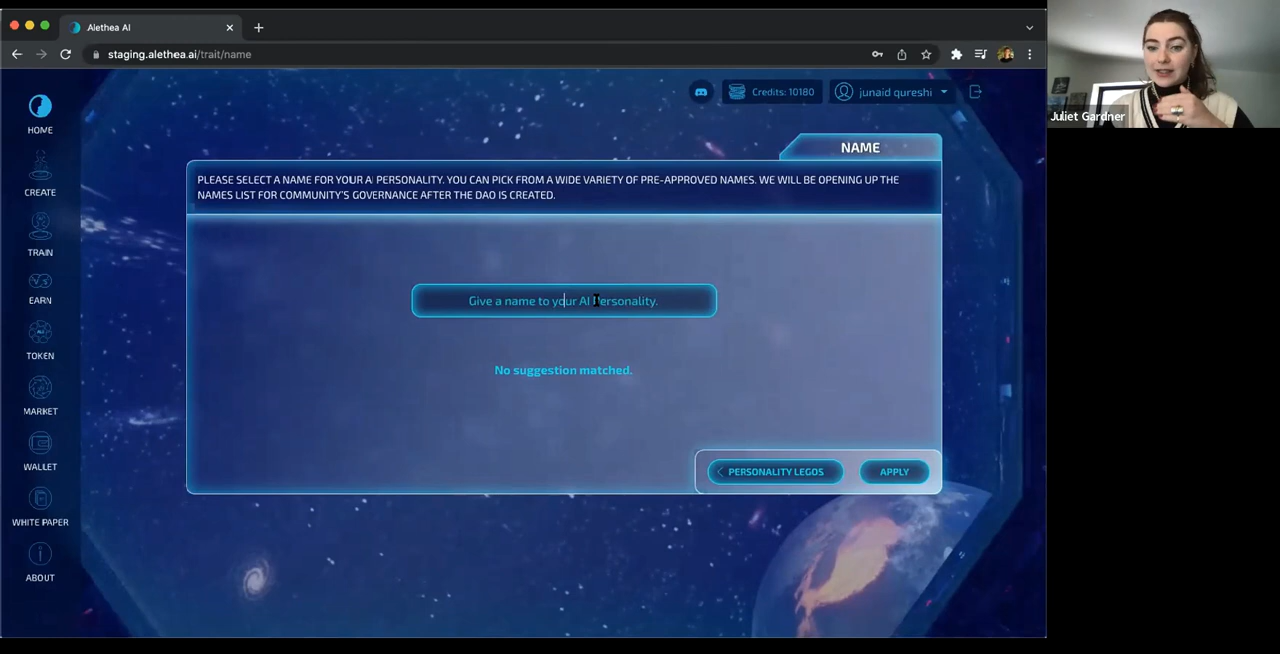 Alethea AI
staging.alethea.ai/trait/name
Juliet Gardner
Credits: 10180
junaid qureshi
HOME
CREATE
TRAIN
EARN
TOKEN
MARKET
WALLET
WHITE PAPER
ABOUT
NAME
PLEASE SELECT A NAME FOR YOUR AI PERSONALITY. YOU CAN PICK FROM A WIDE VARIETY OF PRE-APPROVED NAMES. WE WILL BE OPENING UP THE
NAMES LIST FOR COMMUNITY'S GOVERNANCE AFTER THE DAO IS CREATED.
Give a name to your AI Personality.
No suggestion matched.
PERSONALITY LEGOS
APPLY